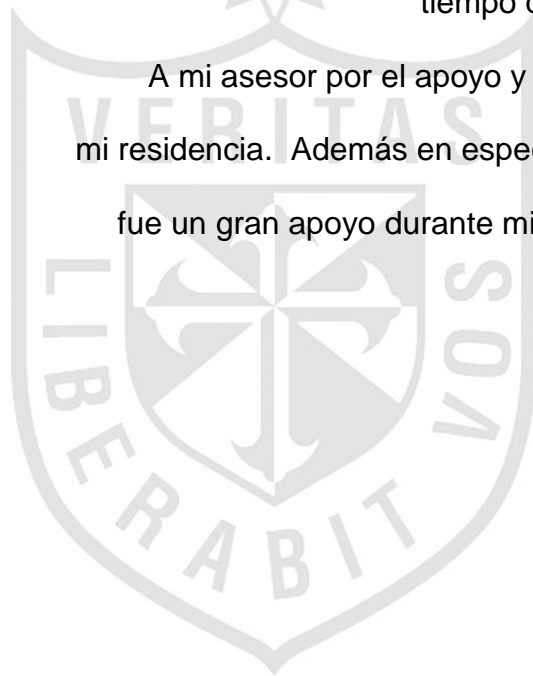 tiempo
A mi asesor por el apoyo y
mi residencia. Además en
fue un gran apoyo durante mi
VERITAS
LIBERABIT VOS